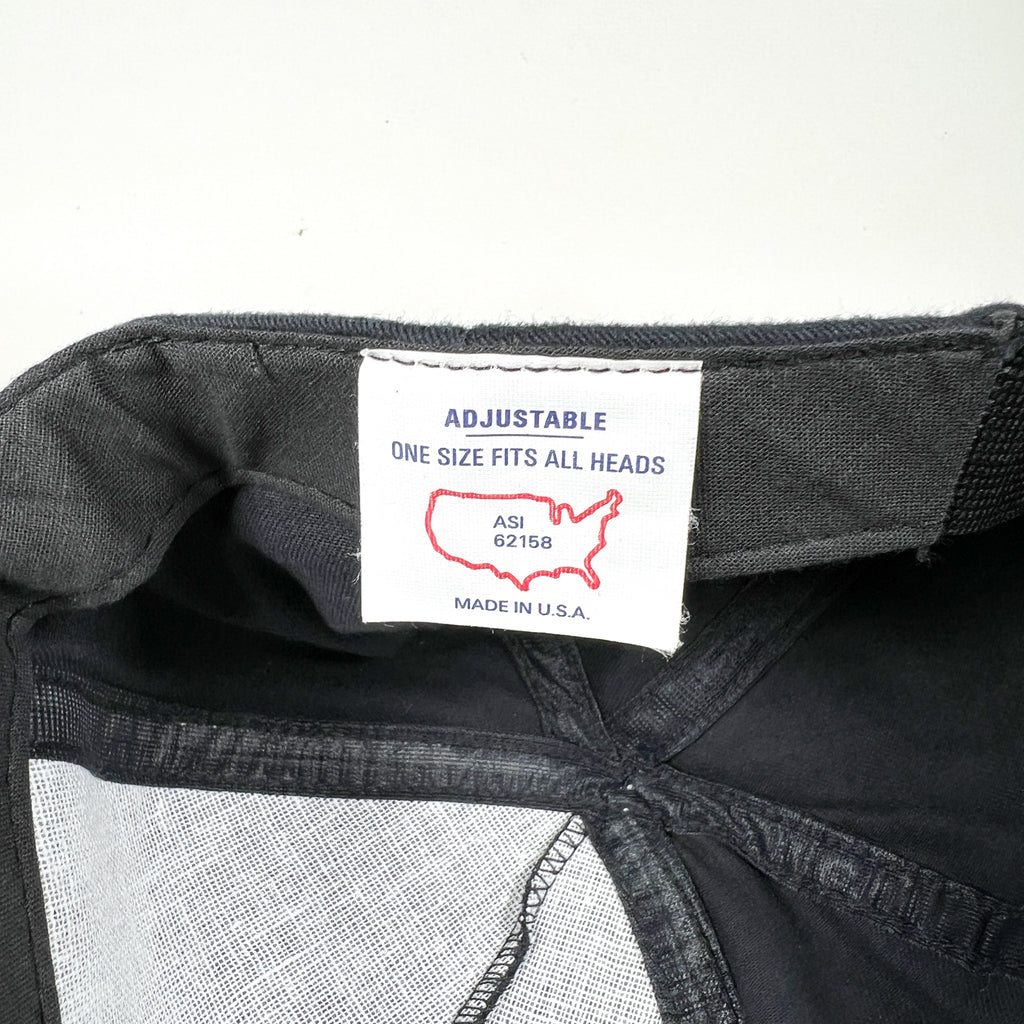 ADJUSTABLE
ONE SIZE FITS ALL HEADS
ASI
62158
MADE IN U.S.A.